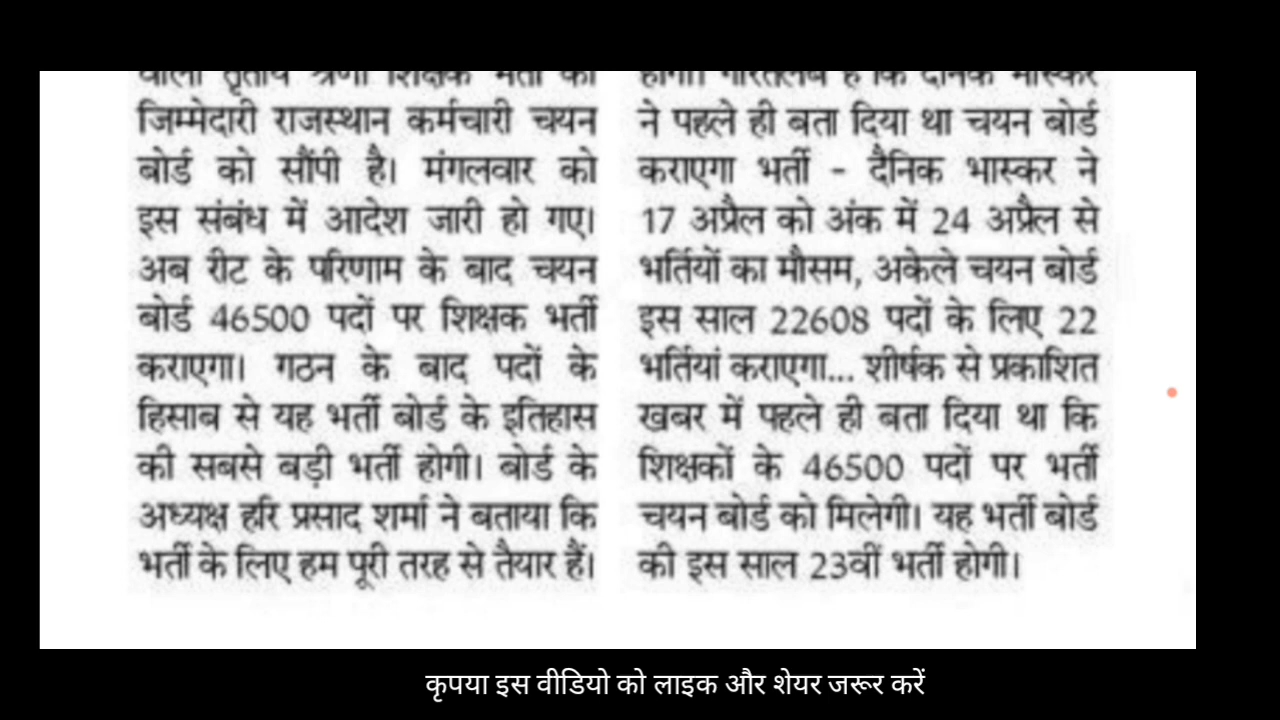 जिम्मेदारी राजस्थान कर्मचारी चयन
बोर्ड को सौंपी है। मंगलवार को
इस संबंध में आदेश जारी हो गए।
अब रीट के परिणाम के बाद चयन
बोर्ड 46500 पदों पर शिक्षक भर्ती
कराएगा। गठन के बाद पदों के
हिसाब से यह भर्ती बोर्ड के इतिहास
की सबसे बड़ी भर्ती होगी। बोर्ड के
अध्यक्ष हरि प्रसाद शर्मा ने बताया कि
भर्ती के लिए हम पूरी तरह से तैयार हैं।
ने पहले ही बता दिया था चयन बोर्ड
कराएगा भर्ती - दैनिक भास्कर ने
17 अप्रैल को अंक में 24 अप्रैल से
भर्तियों का मौसम, अकेले चयन बोर्ड
इस साल 22608 पदों के लिए 22
भर्तियां कराएगा... शीर्षक से प्रकाशित
खबर में पहले ही बता दिया था कि
शिक्षकों के 46500 पदों पर भर्ती
चयन बोर्ड को मिलेगी। यह भर्ती बोर्ड
की इस साल 23वीं भर्ती होगी।
कृपया इस वीडियो को लाइक और शेयर जरूर करें